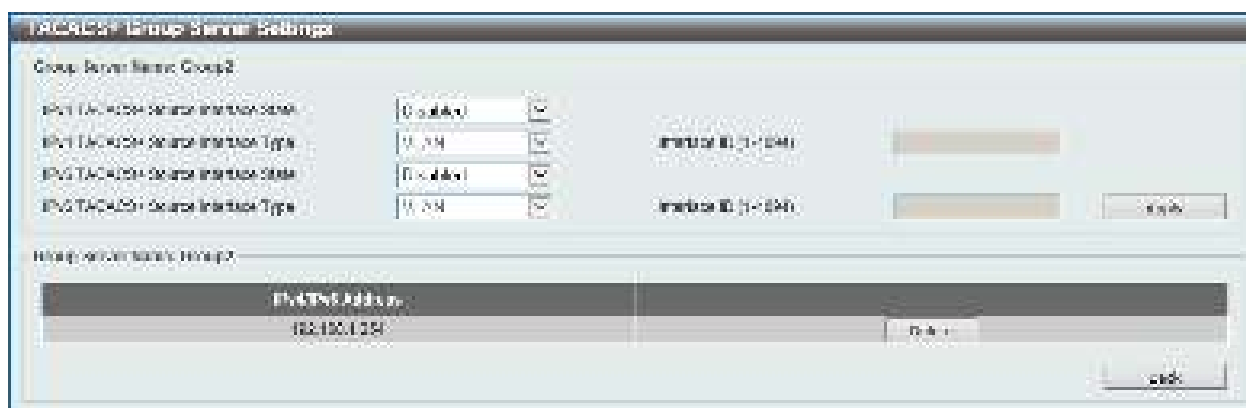 TACACS+ Group Server Settings
Group Server Name: Group2
IPv4 TACACS+ Source Interface State Disabled
IPv4 TACACS+ Source Interface Type VLAN Interface ID (1-4094)
IPv6 TACACS+ Source Interface State Disabled
IPv6 TACACS+ Source Interface Type VLAN Interface ID (1-4094) Apply
Group Server Name: Group2
IPv4/IPv6 Address
Delete
Back